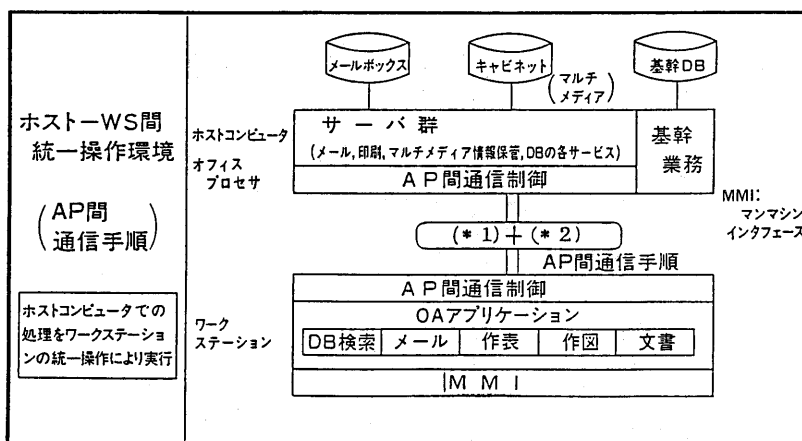 ホストーWS間
統一操作環境
(AP間
通信手順)
ホストコンピュータでの
処理をワークステーショ
ンの統一操作により実行
メールボックス
キャビネット
(マルチ
メディア)
基幹DB
ホストコンピュータ
オフィス
プロセサ
サーバ群
(メール,印刷,マルチメディア情報保管,DBの各サービス)
AP間通信制御
基幹
業務
MMI:
マンマシン
インタフェース
(*1)+(*2)
AP間通信手順
ワーク
ステーション
AP間通信制御
OAアプリケーション
DB検索
メール
作表
作図
文書
MMI